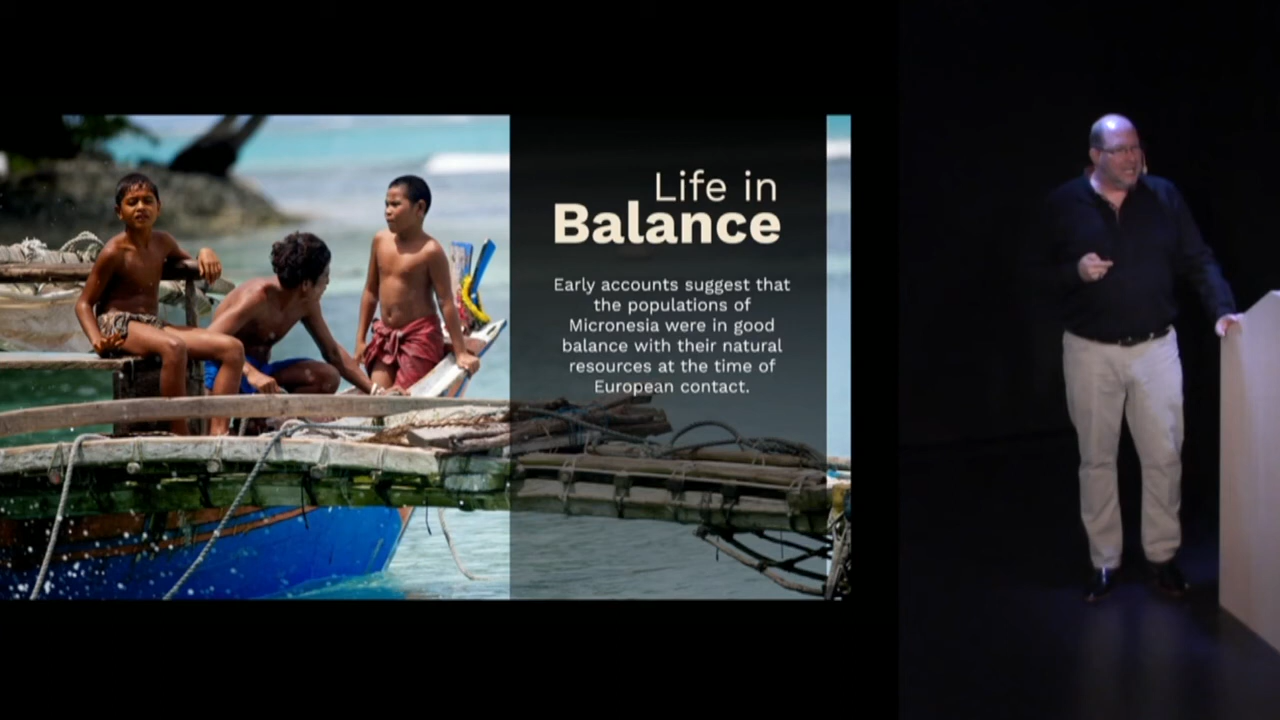 Life in
Balance
Early accounts suggest that
the populations of
Micronesia were in good
balance with their natural
resources at the time of
European contact.